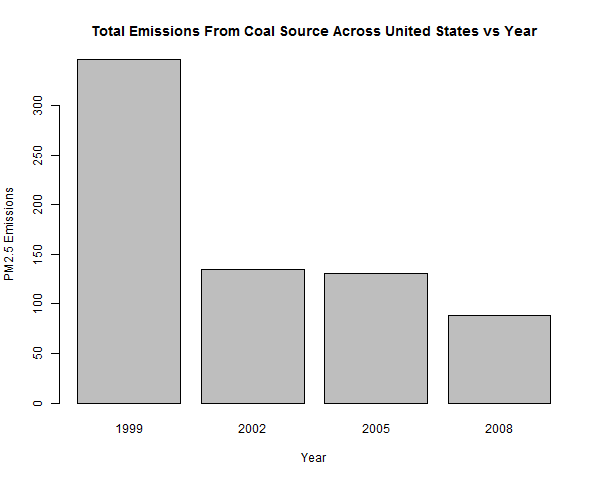 Total Emissions From Coal Source Across United States vs Year
300
250
200
150
100
50
0
PM2.5 Emissions
1999 2002 2005 2008
Year